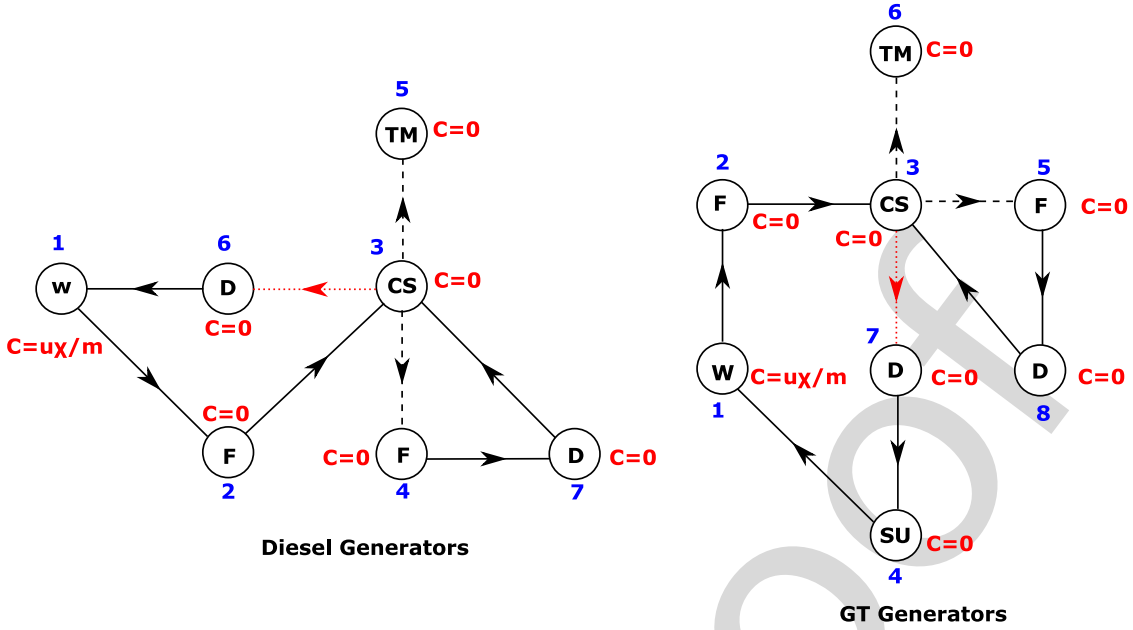 5
TM
C=0
1
6
3
w
D
CS
C=0
C=0
C=ux/m
C=0
F
2
C=0
F
4
D
C=0
7
Diesel Generators
6
TM
C=0
2
3
5
F
CS
F
C=0
C=0
C=0
7
W
C=uχ/m
1
D
C=0
D
C=0
8
SU
C=0
4
GT Generators
of